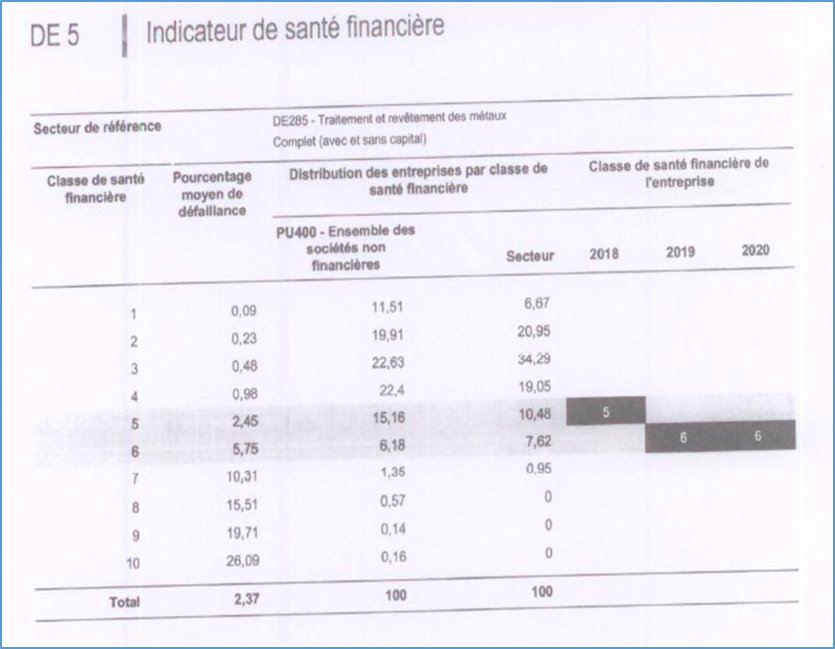 DE 5 Indicateur de santé financière
Secteur de référence DE285 - Traitement et revêtement des métaux
Complet (avec et sans capital)
Classe de santé financière Pourcentage moyen de défaillance Distribution des entreprises par classe de santé financière Classe de santé financière de l'entreprise
PU400 - Ensemble des sociétés non financières Secteur 2018 2019 2020
1 0,09 11,51 6,67
2 0,23 19,91 20,95
3 0,48 22,63 34,29
4 0,98 22,4 19,05
5 2,45 15,16 10,48 5
6 5,75 6,18 7,62 6 6
7 10,31 1,35 0,95
8 15,51 0,57 0
9 19,71 0,14 0
10 26,09 0,16 0
Total 2,37 100 100